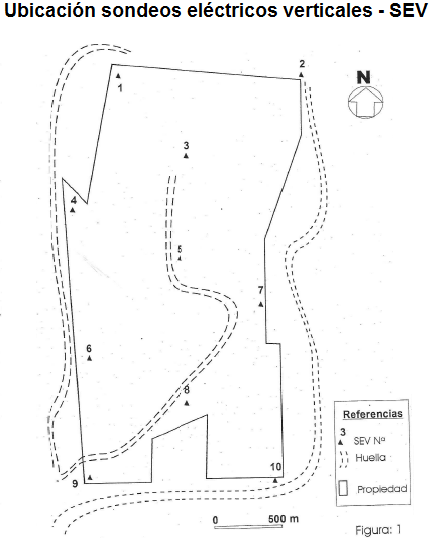 Ubicación sondeos eléctricos verticales - SEV
2
1
N
3
4
5
7
6
8
9
10
Referencias
3
SEV Nº
Huella
Propiedad
0 500 m
Figura: 1